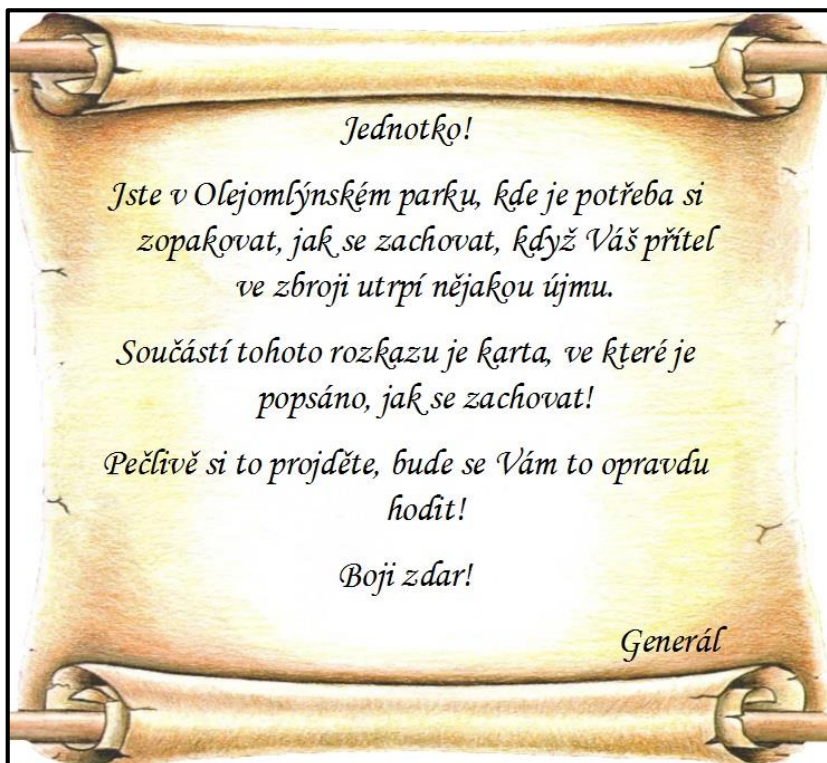 Jednotko!
Jste v Olejomlýnském parku, kde je potřeba si
zopakovat, jak se zachovat, když Váš přítel
ve zbroji utrpí nějakou újmu.
Součástí tohoto rozkazu je karta, ve které je
popsáno, jak se zachovat!
Pečlivě si to projděte, bude se Vám to opravdu
hodit!
Boji zdar!
Generál